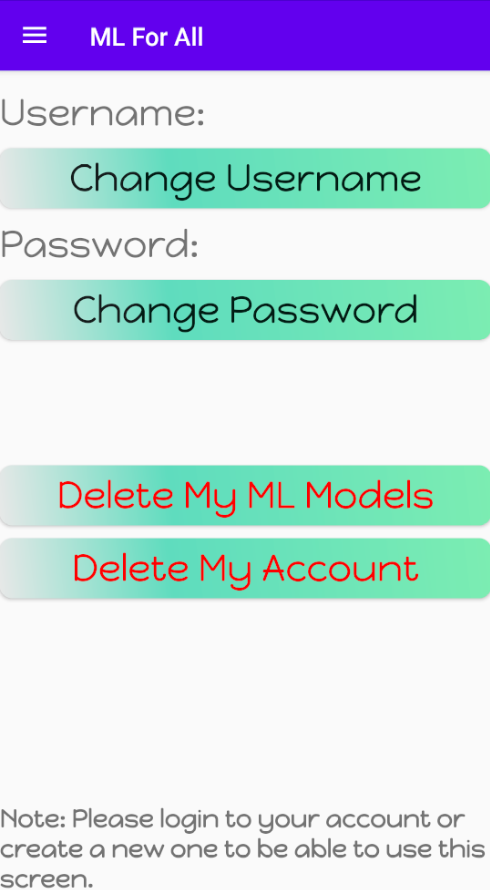 ML For All
Username:
Change Username
Password:
Change Password
Delete My ML Models
Delete My Account
Note: Please login to your account or
create a new one to be able to use this
screen.